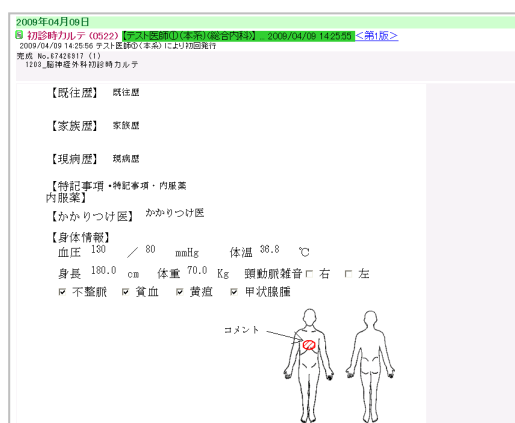 2009年04月09日
初診時カルテ (0522) 【テスト医師①(本系)(総合内科)】 . 2009/04/09 14:25:55 <第1版>
2009/04/09 14:25:56 テスト医師①(本系)により初回発行
完成 No.67426917 (1)
1203_脳神経外科初診時カルテ
【既往歴】 既往歴
【家族歴】 家族歴
【現病歴】 現病歴
【特記事項・内服薬】 特記事項・内服薬
【かかりつけ医】 かかりつけ医
【身体情報】
血圧 130 / 80 mmHg 体温 36.8 ℃
身長 180.0 cm 体重 70.0 Kg 頸動脈雑音 右 左
不整脈 貧血 黄疸 甲状腺腫
コメント